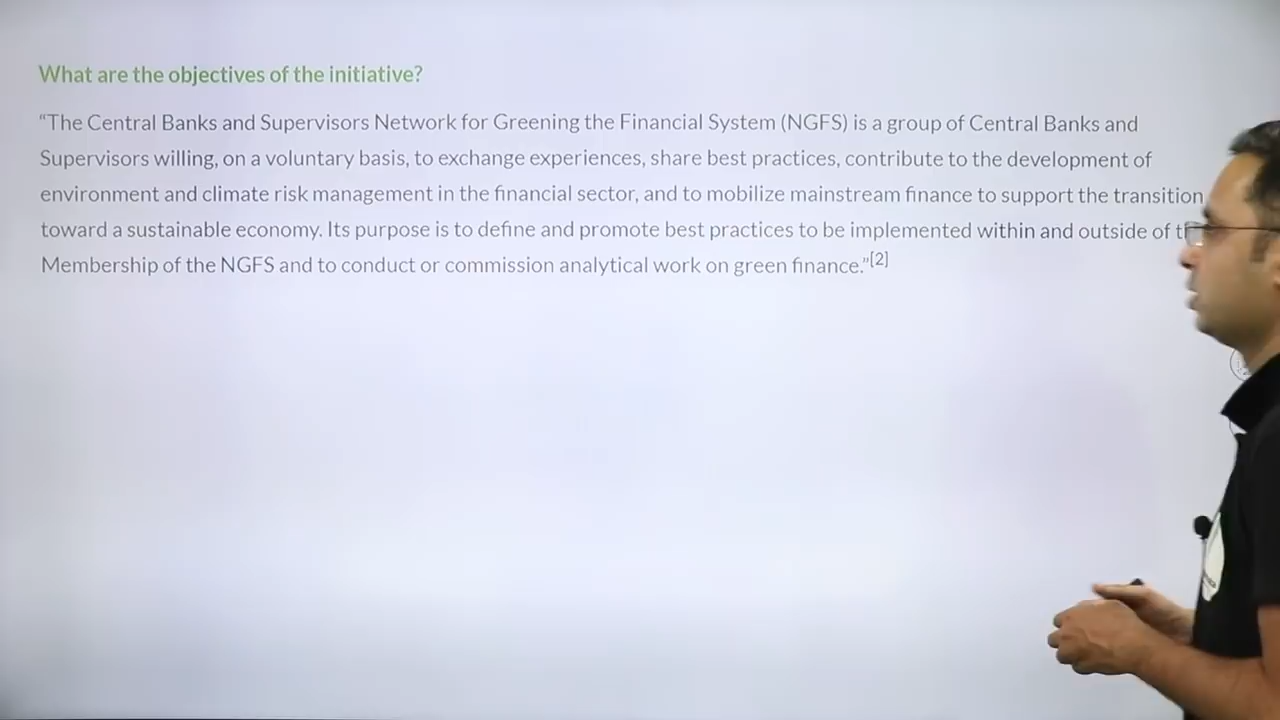 What are the objectives of the initiative?
“The Central Banks and Supervisors Network for Greening the Financial System (NGFS) is a group of Central Banks and
Supervisors willing, on a voluntary basis, to exchange experiences, share best practices, contribute to the development of
environment and climate risk management in the financial sector, and to mobilize mainstream finance to support the transition
toward a sustainable economy. Its purpose is to define and promote best practices to be implemented within and outside of
Membership of the NGFS and to conduct or commission analytical work on green finance.”[2]